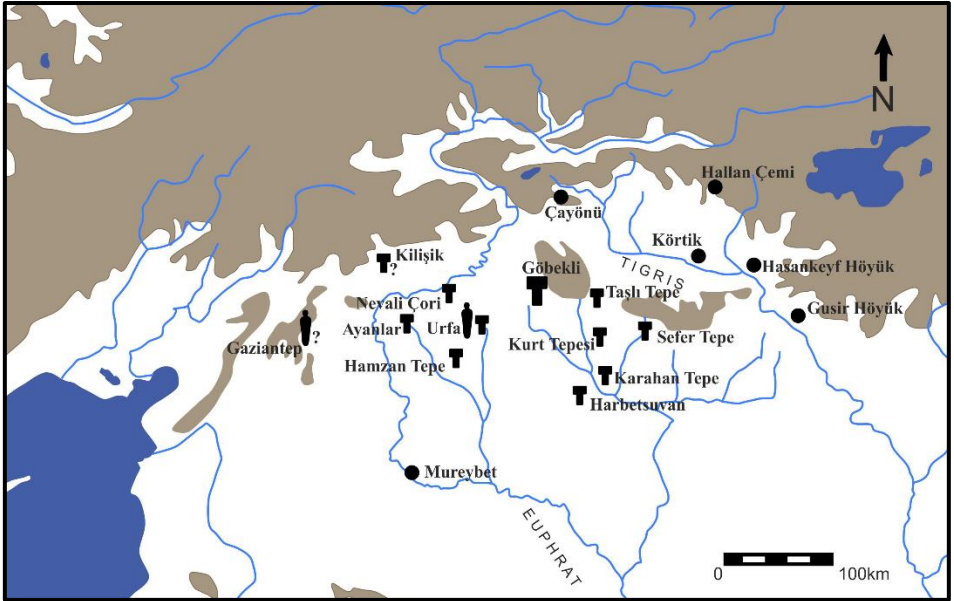 N
Hallan Çemi
Çayönü
Körtik
Kilişik
?
Göbekli
TIGRIS
Hasankeyf Höyük
Nevali Çori
Taşlı Tepe
Gusir Höyük
Ayanlar
Urfa
Gaziantep
?
Kurt Tepesi
Sefer Tepe
Hamzan Tepe
Karahan Tepe
Harbetsuvan
Mureybet
EUPHRAT
0
100km